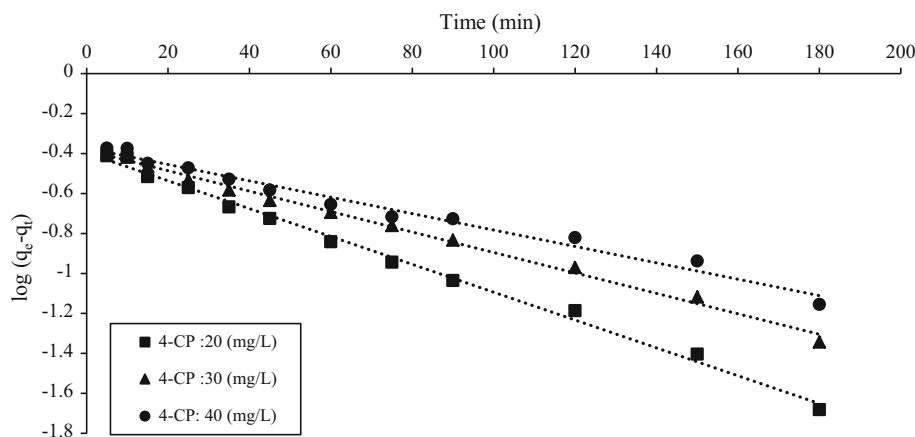 Time (min)
0 20 40 60 80 100 120 140 160 180 200
0
-0.2
-0.4
-0.6
-0.8
-1
-1.2
-1.4
-1.6
-1.8
log (qe-qt)
4-CP :20 (mg/L)
4-CP :30 (mg/L)
4-CP: 40 (mg/L)